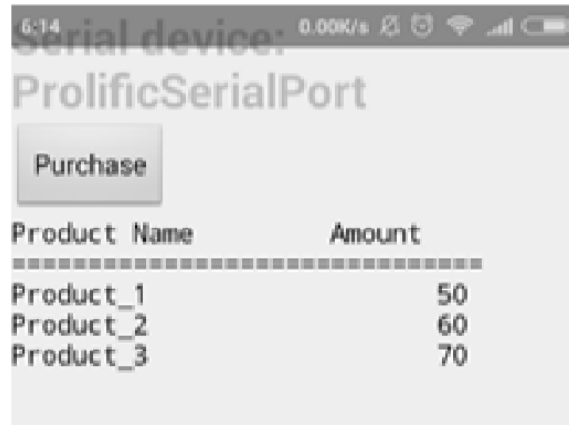 6:14 0.00K/s
Serial device:
ProlificSerialPort
Purchase
Product Name Amount
==============================
Product_1 50
Product_2 60
Product_3 70